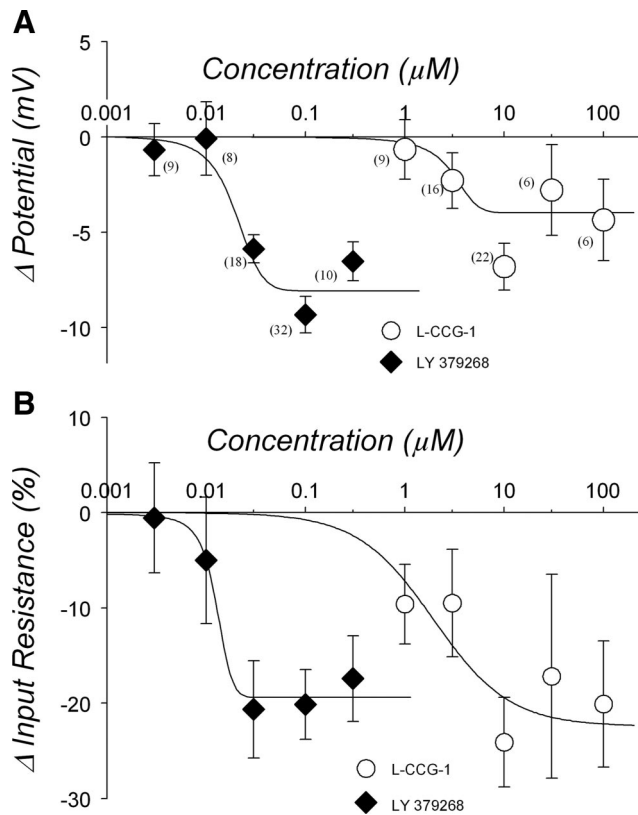 A
5
Concentration (µM)
0.001 0.01 0.1 1 10 100
0
(9) (8) (9) (16) (6)
-5
(18) (10) (22) (6)
-10
(32)
Δ Potential (mV)
L-CCG-1
LY 379268
B
10
Concentration (µM)
0.001 0.01 0.1 1 10 100
0
-10
-20
-30
Δ Input Resistance (%)
L-CCG-1
LY 379268